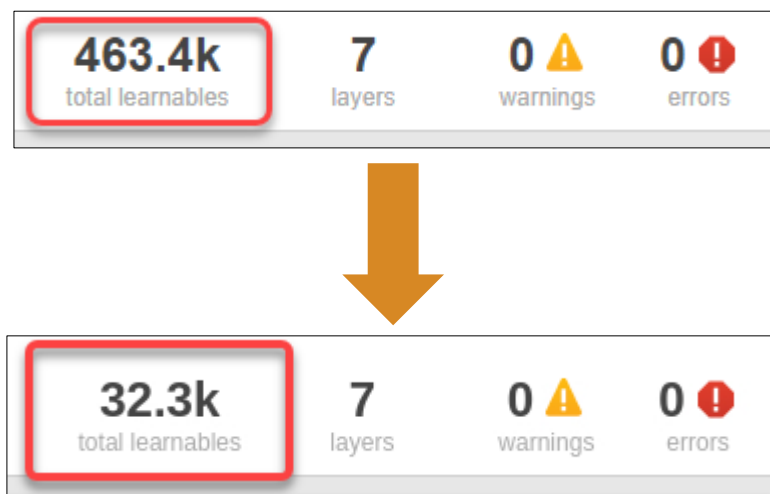 463.4k 7 0 0
total learnables layers warnings errors
32.3k 7 0 0
total learnables layers warnings errors